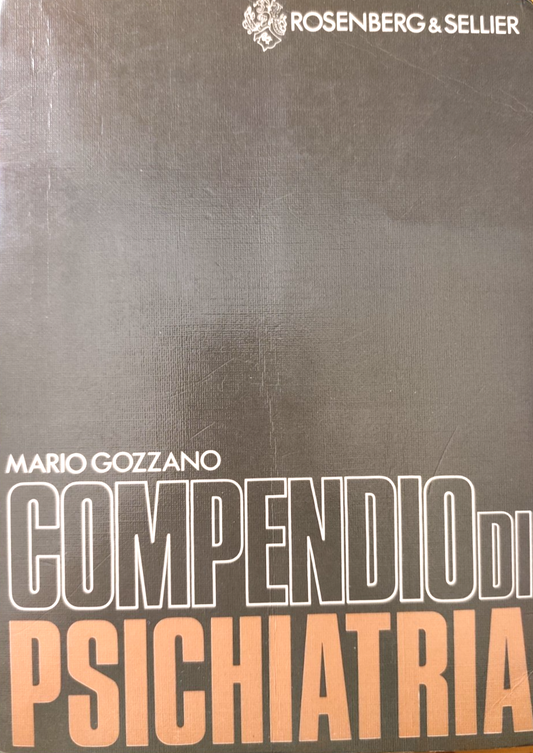 ROSENBERG & SELLIER
MARIO GOZZANO
COMPENDIO DI
PSICHIATRIA